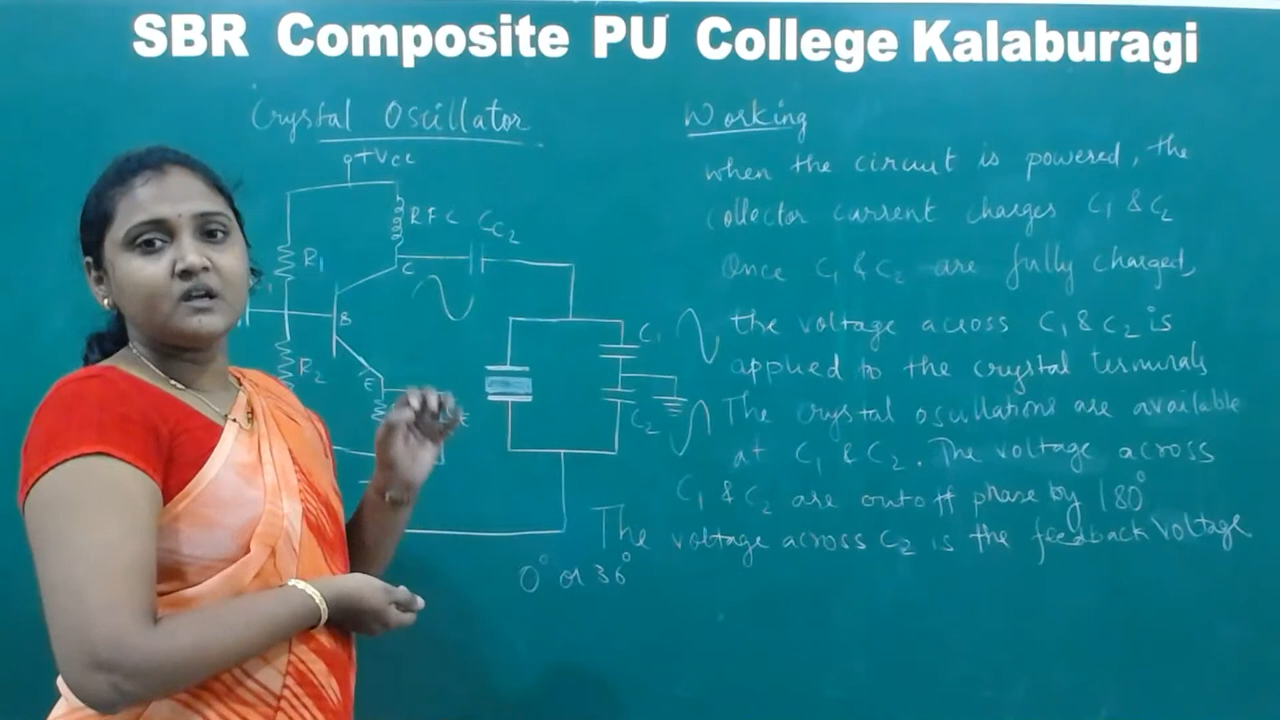 SBR Composite PU College Kalaburagi
Crystal Oscillator
+Vcc
RFC
CC2
R1
C
B
R2
E
E
C1
C2
0° or 36°
Working
when the circuit is powered, the
collector current charges C1 & C2
Once C1 & C2 are fully charged,
the voltage across C1 & C2 is
applied to the crystal terminals
The crystal oscillations are available
at C1 & C2. The voltage across
C1 & C2 are out off phase by 180°
The voltage across C2 is the feedback voltage